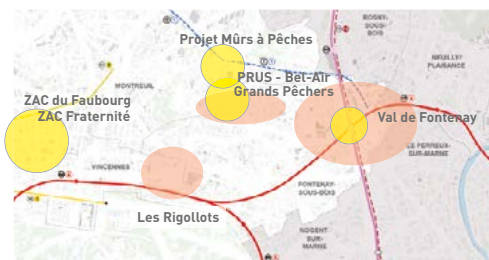 ROSNY-
SOUS-
BOIS
Projet Mûrs à Pêches
NEUILLY-
PLAISANCE
PRUS - Bel-Air
Grands Pêchers
MONTREUIL
ZAC du Faubourg
ZAC Fraternité
Val de Fontenay
LE PERREUX-
SUR-MARNE
VINCENNES
FONTENAY-
SOUS-BOIS
Les Rigollots
NOGENT
SUR-
MARNE